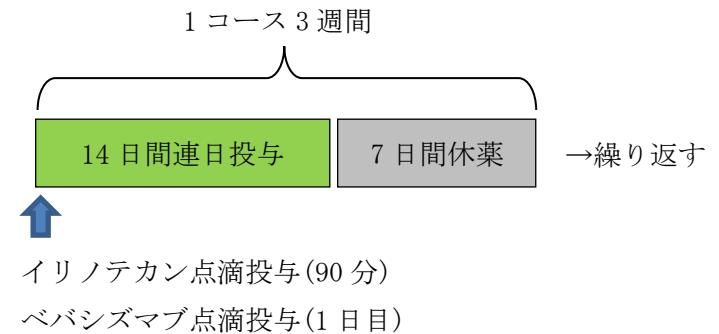 1 コース 3 週間
14 日間連日投与
7 日間休薬
→繰り返す
イリノテカン点滴投与(90 分)
ベバシズマブ点滴投与(1 日目)